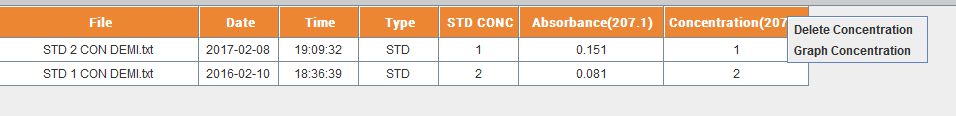 File Date Time Type STD CONC Absorbance(207.1) Concentration(207
Delete Concentration
STD 2 CON DEMI.txt 2017-02-08 19:09:32 STD 1 0.151 1
Graph Concentration
STD 1 CON DEMI.txt 2016-02-10 18:36:39 STD 2 0.081 2